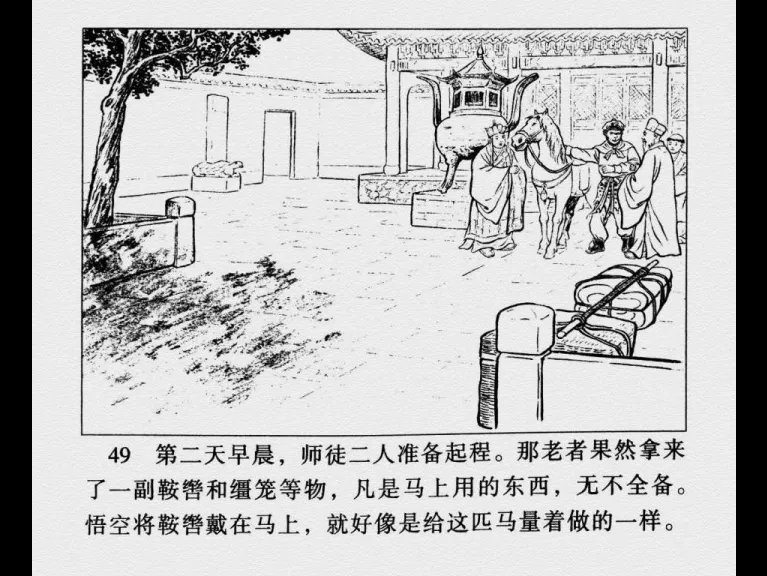 49 第二天早晨，师徒二人准备起程。那老者果然拿来
了一副鞍辔和缰笼等物，凡是马上用的东西，无不全备。
悟空将鞍辔戴在马上，就好像是给这匹马量着做的一样。